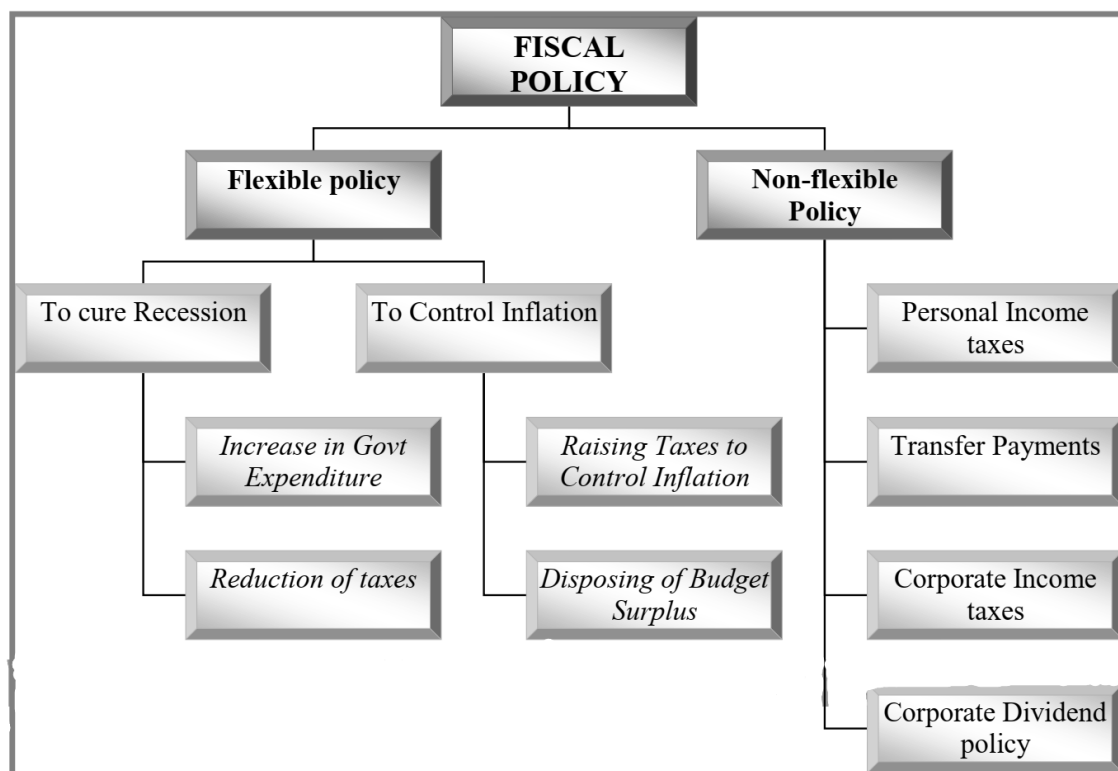 FISCAL
POLICY
Flexible policy
Non-flexible
Policy
To cure Recession
To Control Inflation
Personal Income
taxes
Increase in Govt
Expenditure
Raising Taxes to
Control Inflation
Transfer Payments
Reduction of taxes
Disposing of Budget
Surplus
Corporate Income
taxes
Corporate Dividend
policy